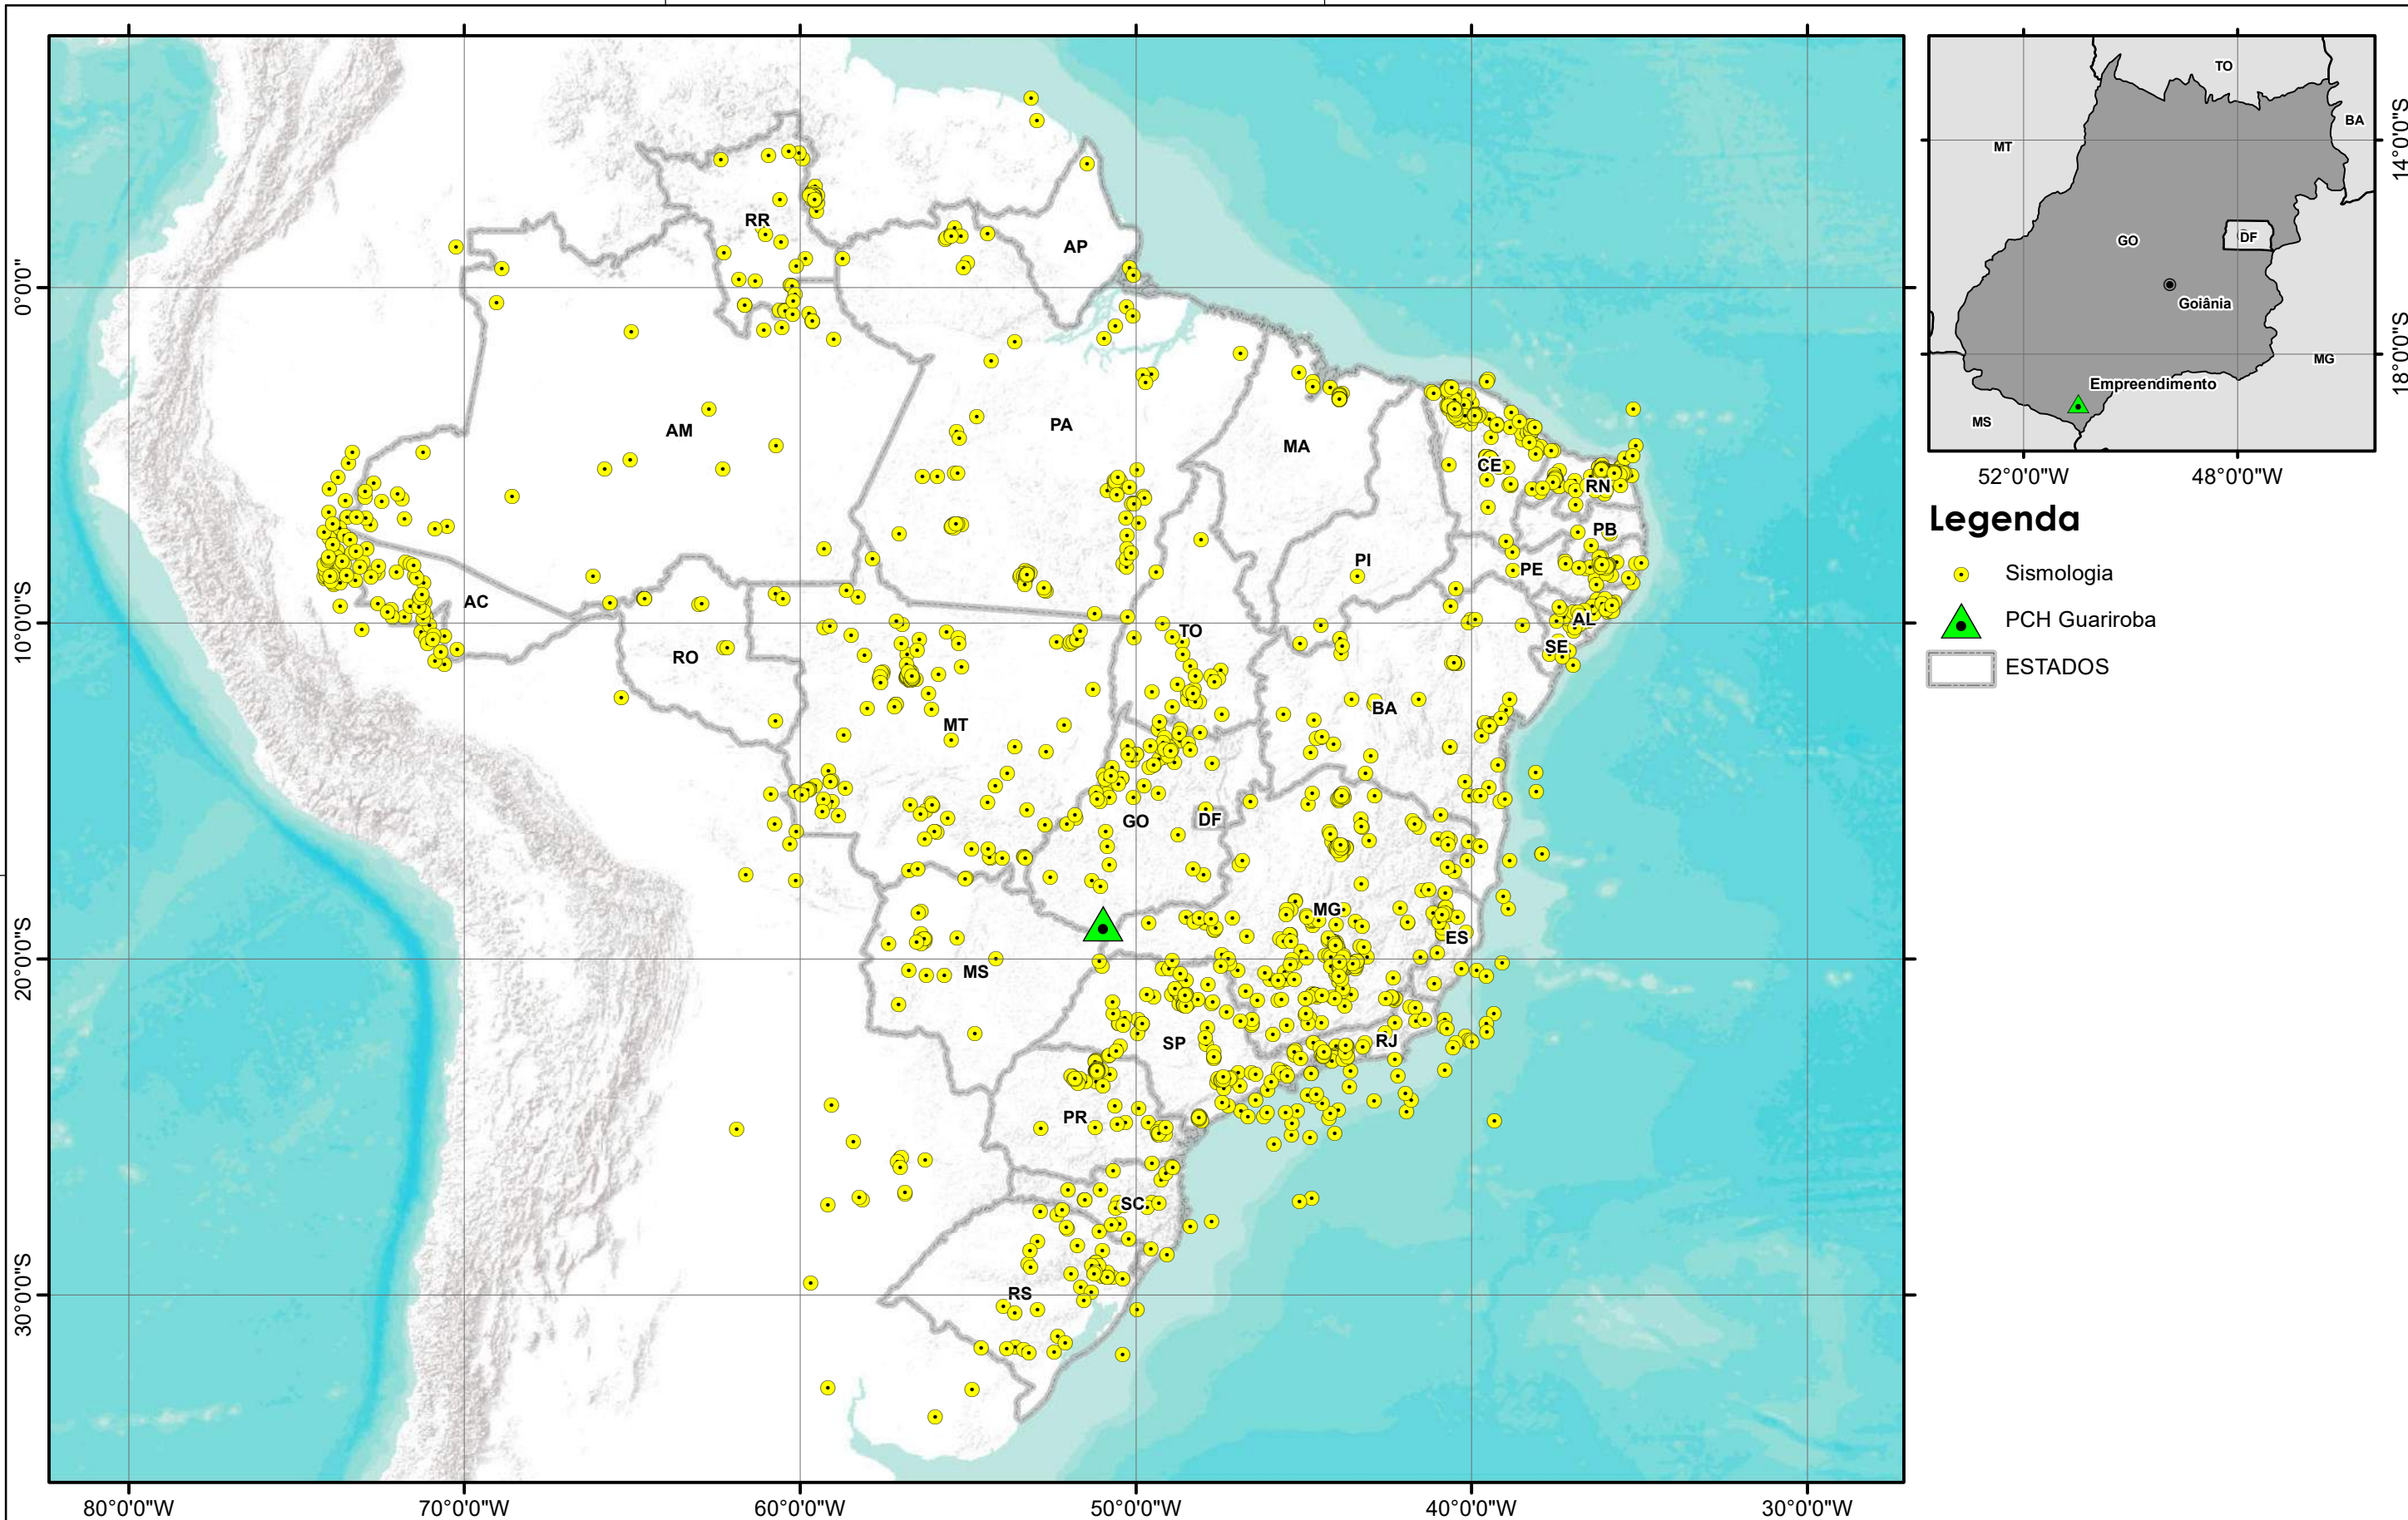 RR
AP
AM
PA
MA
CE
RN
PB
PI
PE
AC
AL
TO
SE
RO
BA
MT
GO
DF
MG
ES
MS
SP
RJ
PR
SC
RS
0°0'0"
10°0'0"S
20°0'0"S
30°0'0"S
80°0'0"W
70°0'0"W
60°0'0"W
50°0'0"W
40°0'0"W
30°0'0"W
TO
BA
MT
GO
DF
Goiânia
MG
Empreendimento
MS
14°0'0"S
18°0'0"S
52°0'0"W
48°0'0"W
Legenda
Sismologia
PCH Guariroba
ESTADOS